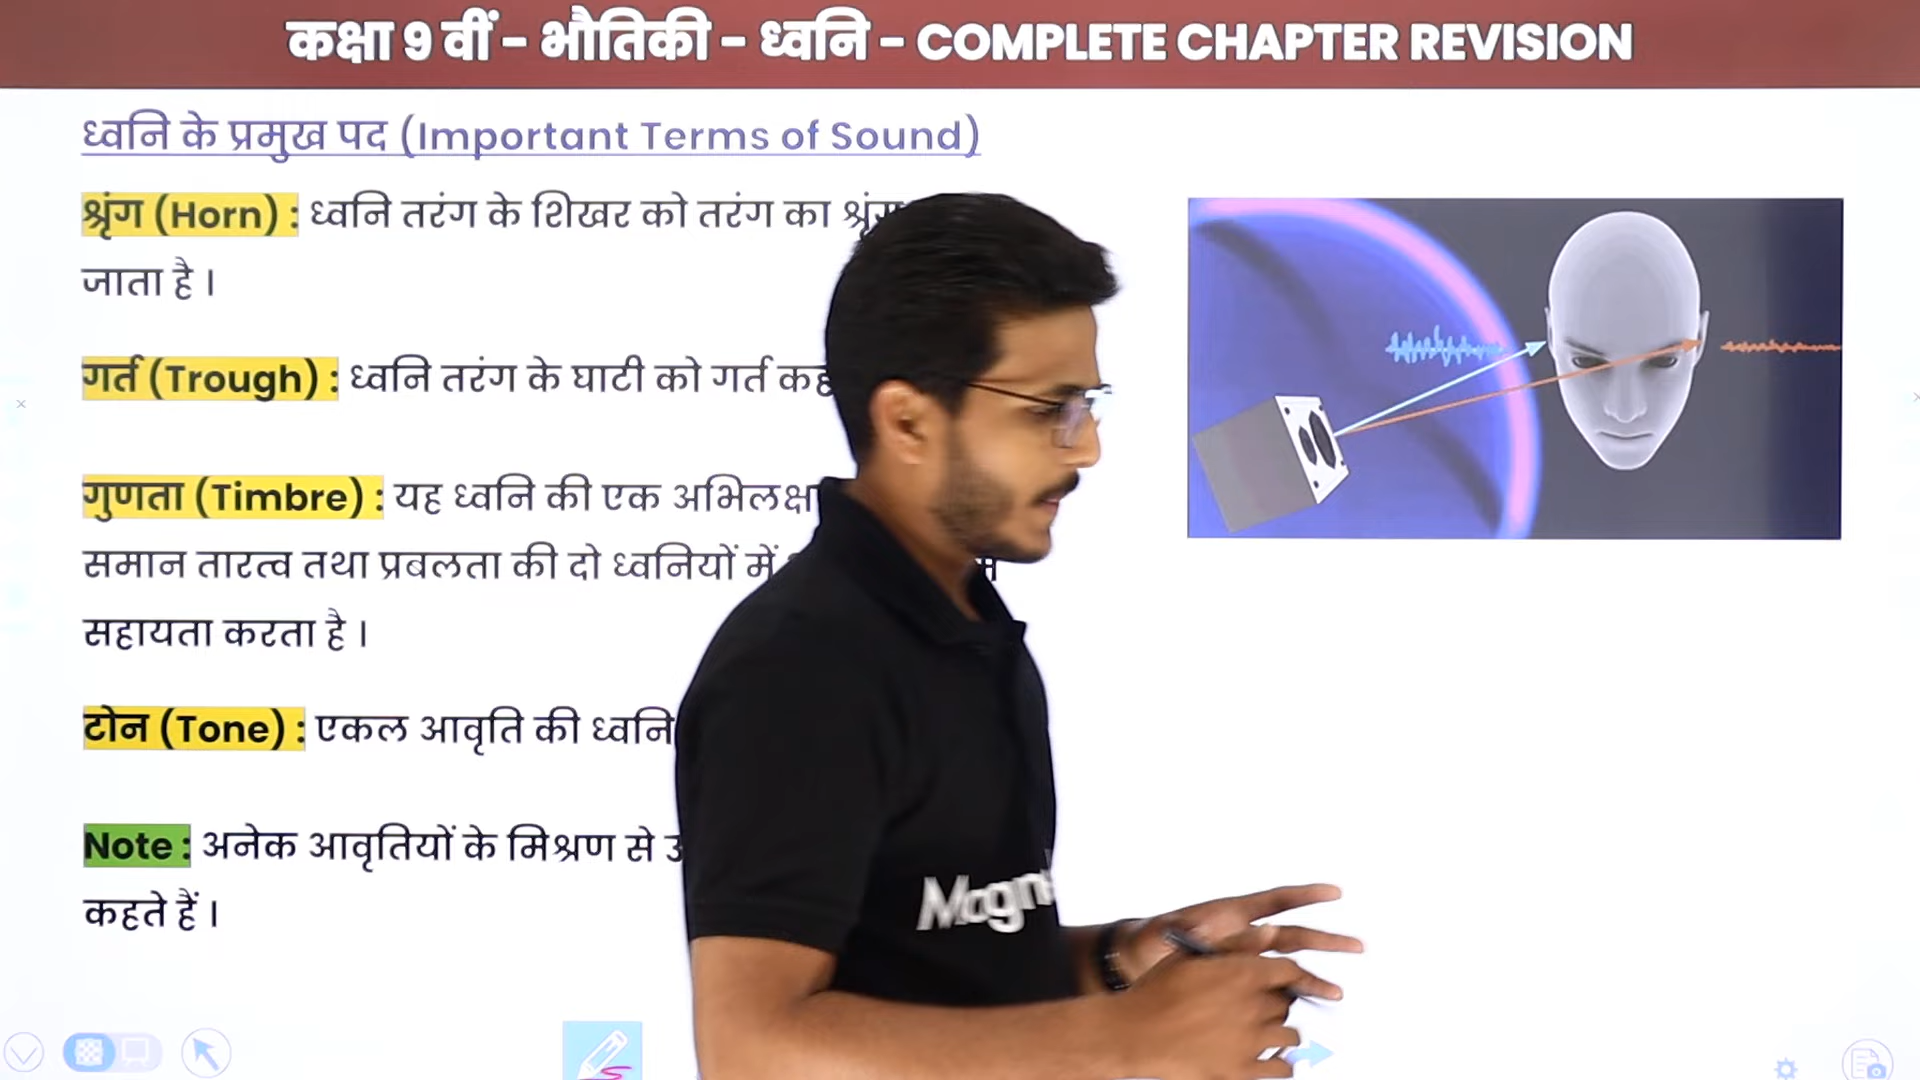 कक्षा 9 वीं - भौतिकी - ध्वनि - COMPLETE CHAPTER REVISION
ध्वनि के प्रमुख पद (Important Terms of Sound)
श्रृंग (Horn) : ध्वनि तरंग के शिखर को तरंग का
जाता है ।
गर्त (Trough) : ध्वनि तरंग के घाटी को गर्त
गुणता (Timbre) : यह ध्वनि की एक
समान तारत्व तथा प्रबलता की दो ध्वनियों में
सहायता करता है ।
टोन (Tone) : एकल आवृति की ध्वनि
Note : अनेक आवृतियों के मिश्रण से
कहते हैं ।